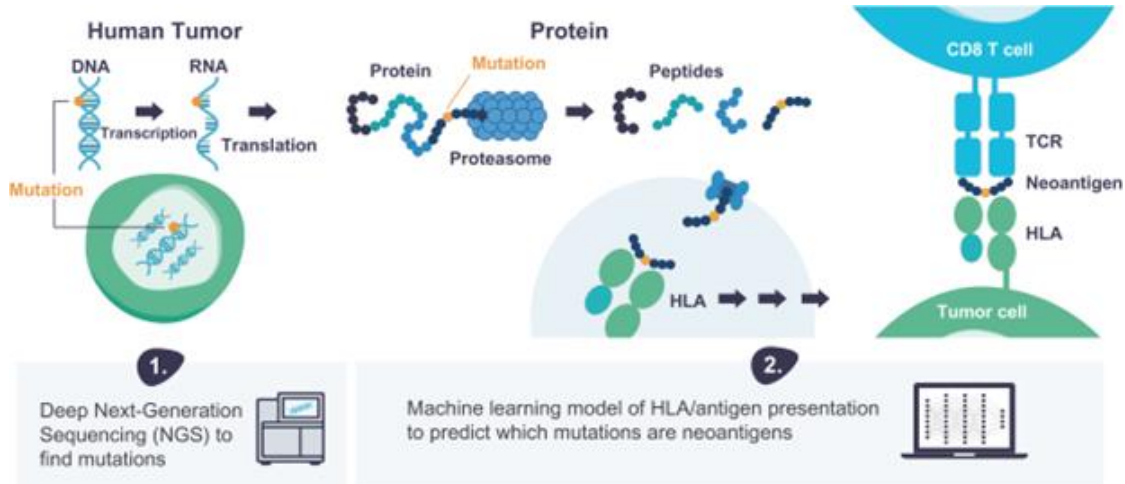 Human Tumor
DNA
RNA
Transcription
Translation
Mutation
Protein
Protein
Mutation
Proteasome
Peptides
HLA
CD8 T cell
TCR
Neoantigen
HLA
Tumor cell
1.
Deep Next-Generation
Sequencing (NGS) to
find mutations
2.
Machine learning model of HLA/antigen presentation
to predict which mutations are neoantigens